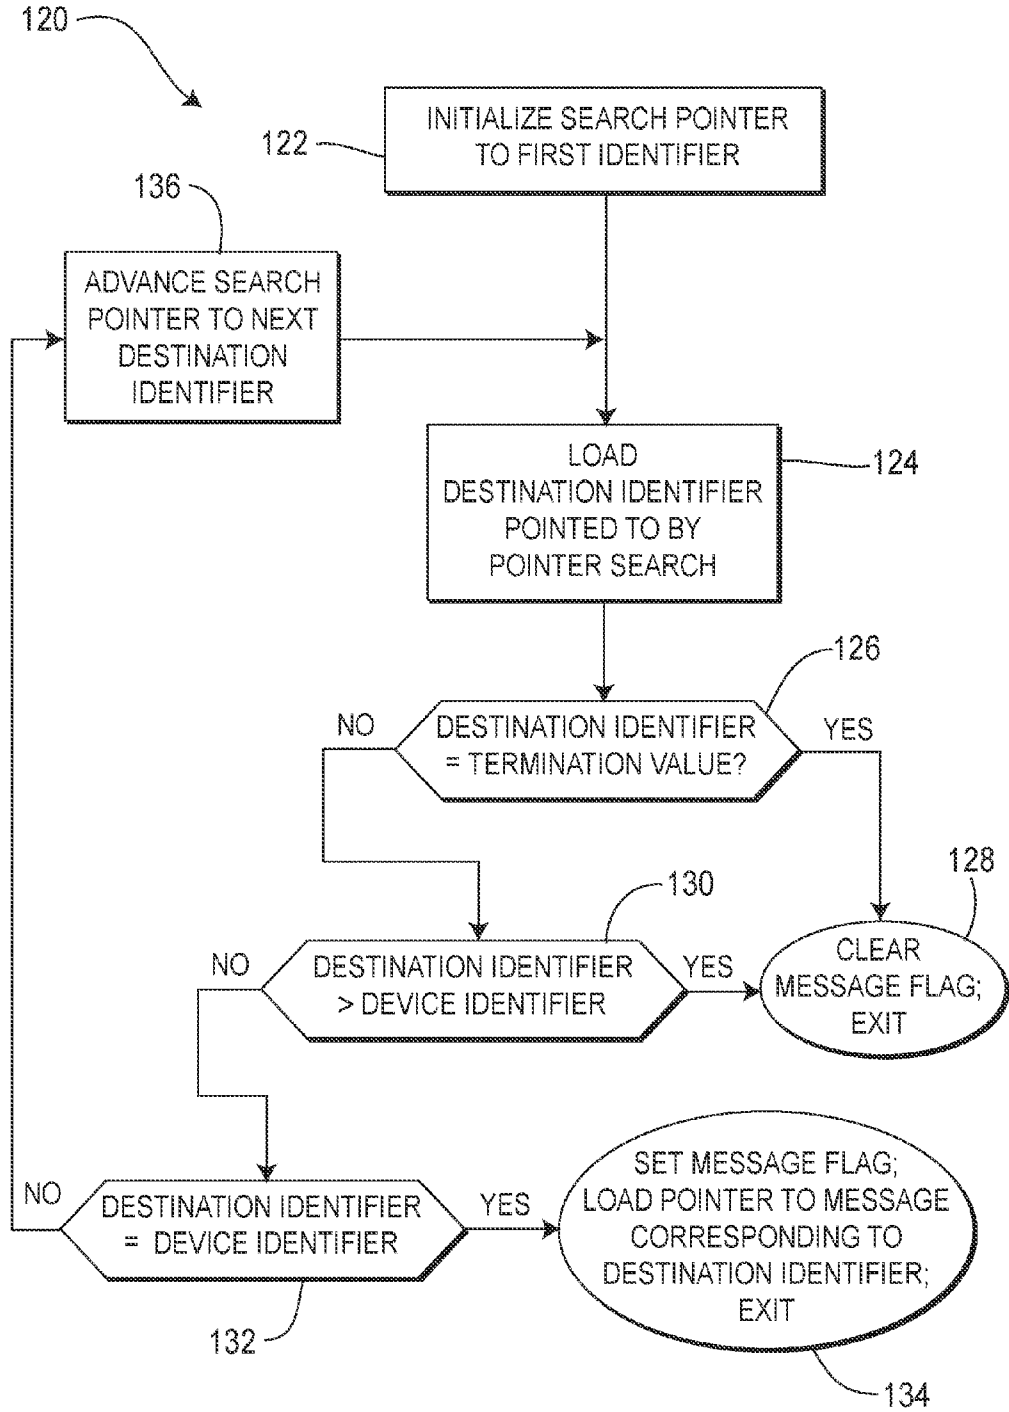 120
INITIALIZE SEARCH POINTER
TO FIRST IDENTIFIER
122
136
ADVANCE SEARCH
POINTER TO NEXT
DESTINATION
IDENTIFIER
LOAD
DESTINATION IDENTIFIER
POINTED TO BY
POINTER SEARCH
124
126
NO
DESTINATION IDENTIFIER
= TERMINATION VALUE?
YES
128
130
NO
DESTINATION IDENTIFIER
> DEVICE IDENTIFIER
YES
CLEAR
MESSAGE FLAG;
EXIT
NO
DESTINATION IDENTIFIER
= DEVICE IDENTIFIER
YES
SET MESSAGE FLAG;
LOAD POINTER TO MESSAGE
CORRESPONDING TO
DESTINATION IDENTIFIER;
EXIT
132
134